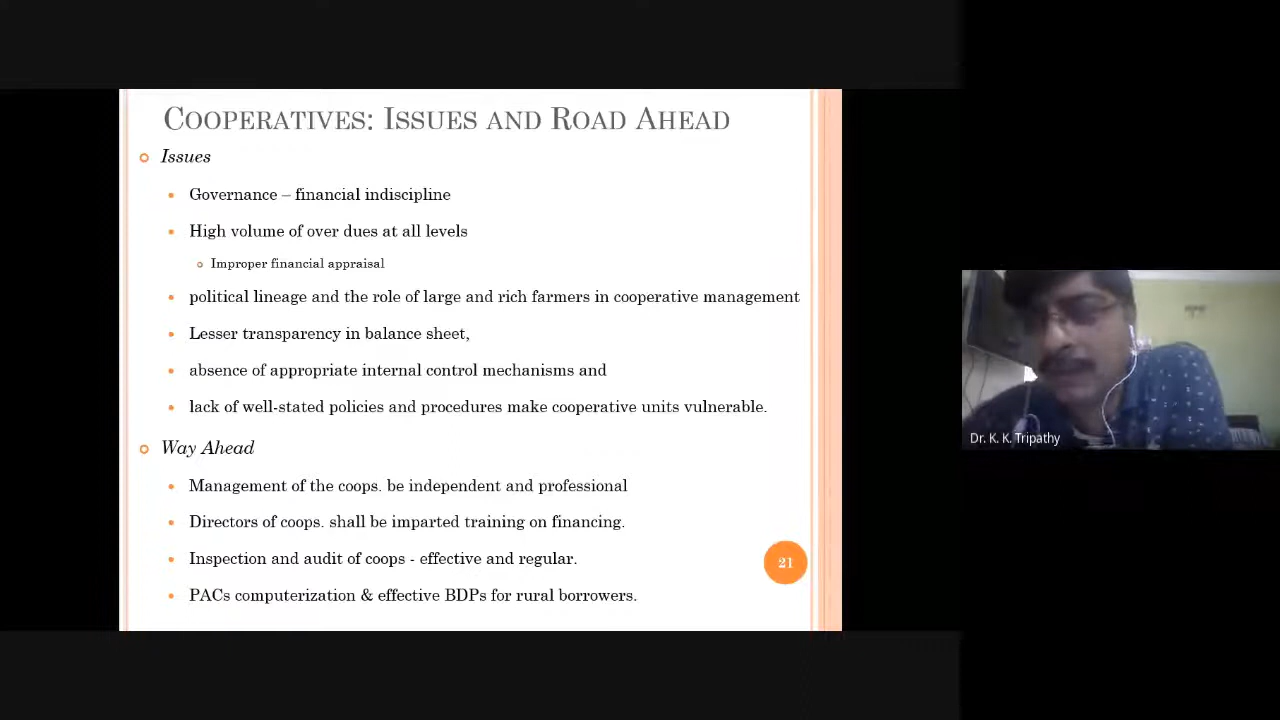 COOPERATIVES: ISSUES AND ROAD AHEAD
Issues
Governance – financial indiscipline
High volume of over dues at all levels
Improper financial appraisal
political lineage and the role of large and rich farmers in cooperative management
Lesser transparency in balance sheet,
absence of appropriate internal control mechanisms and
lack of well-stated policies and procedures make cooperative units vulnerable.
Way Ahead
Management of the coops. be independent and professional
Directors of coops. shall be imparted training on financing.
Inspection and audit of coops - effective and regular.
PACs computerization & effective BDPs for rural borrowers.
21
Dr. K. K. Tripathy